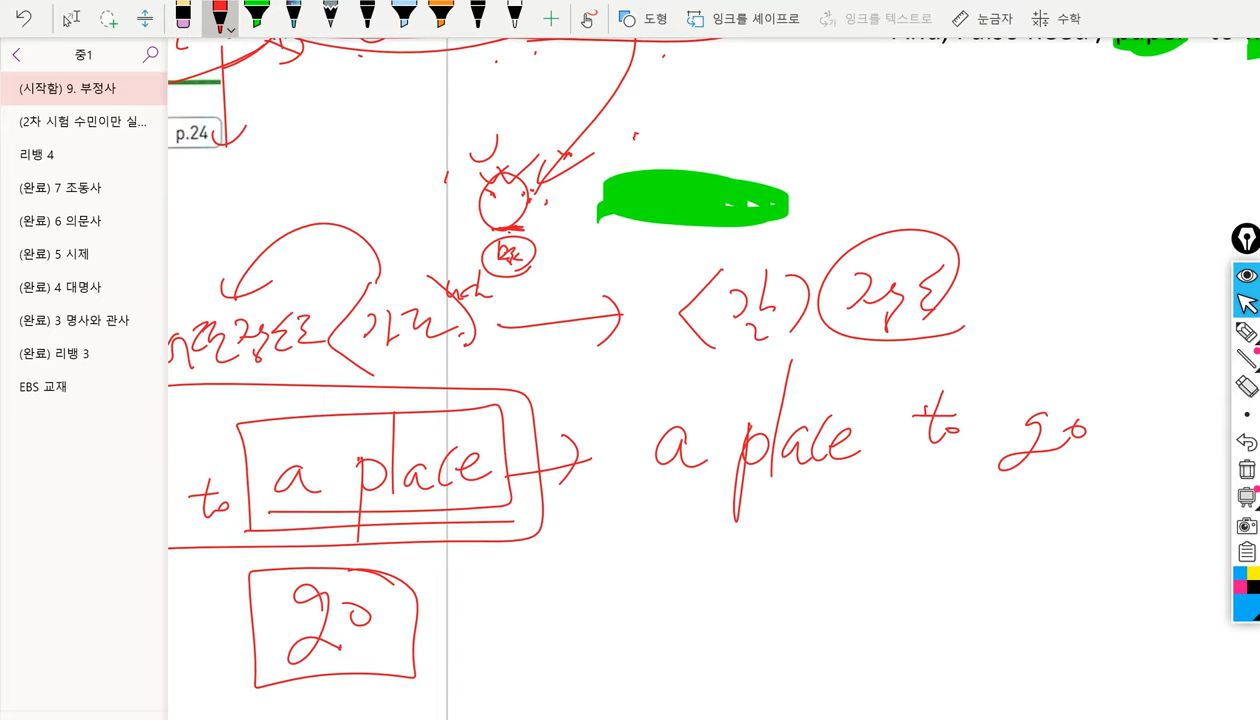 도형 잉크를 셰이프로 잉크를 텍스트로 눈금자 수학
중1
(시작함) 9. 부정사
(2차 시험 수민이만 실...
리뱅 4
(완료) 7 조동사
(완료) 6 의문사
(완료) 5 시제
(완료) 4 대명사
(완료) 3 명사와 관사
(완료) 리뱅 3
EBS 교재
p.24
to a place
a place to go
go